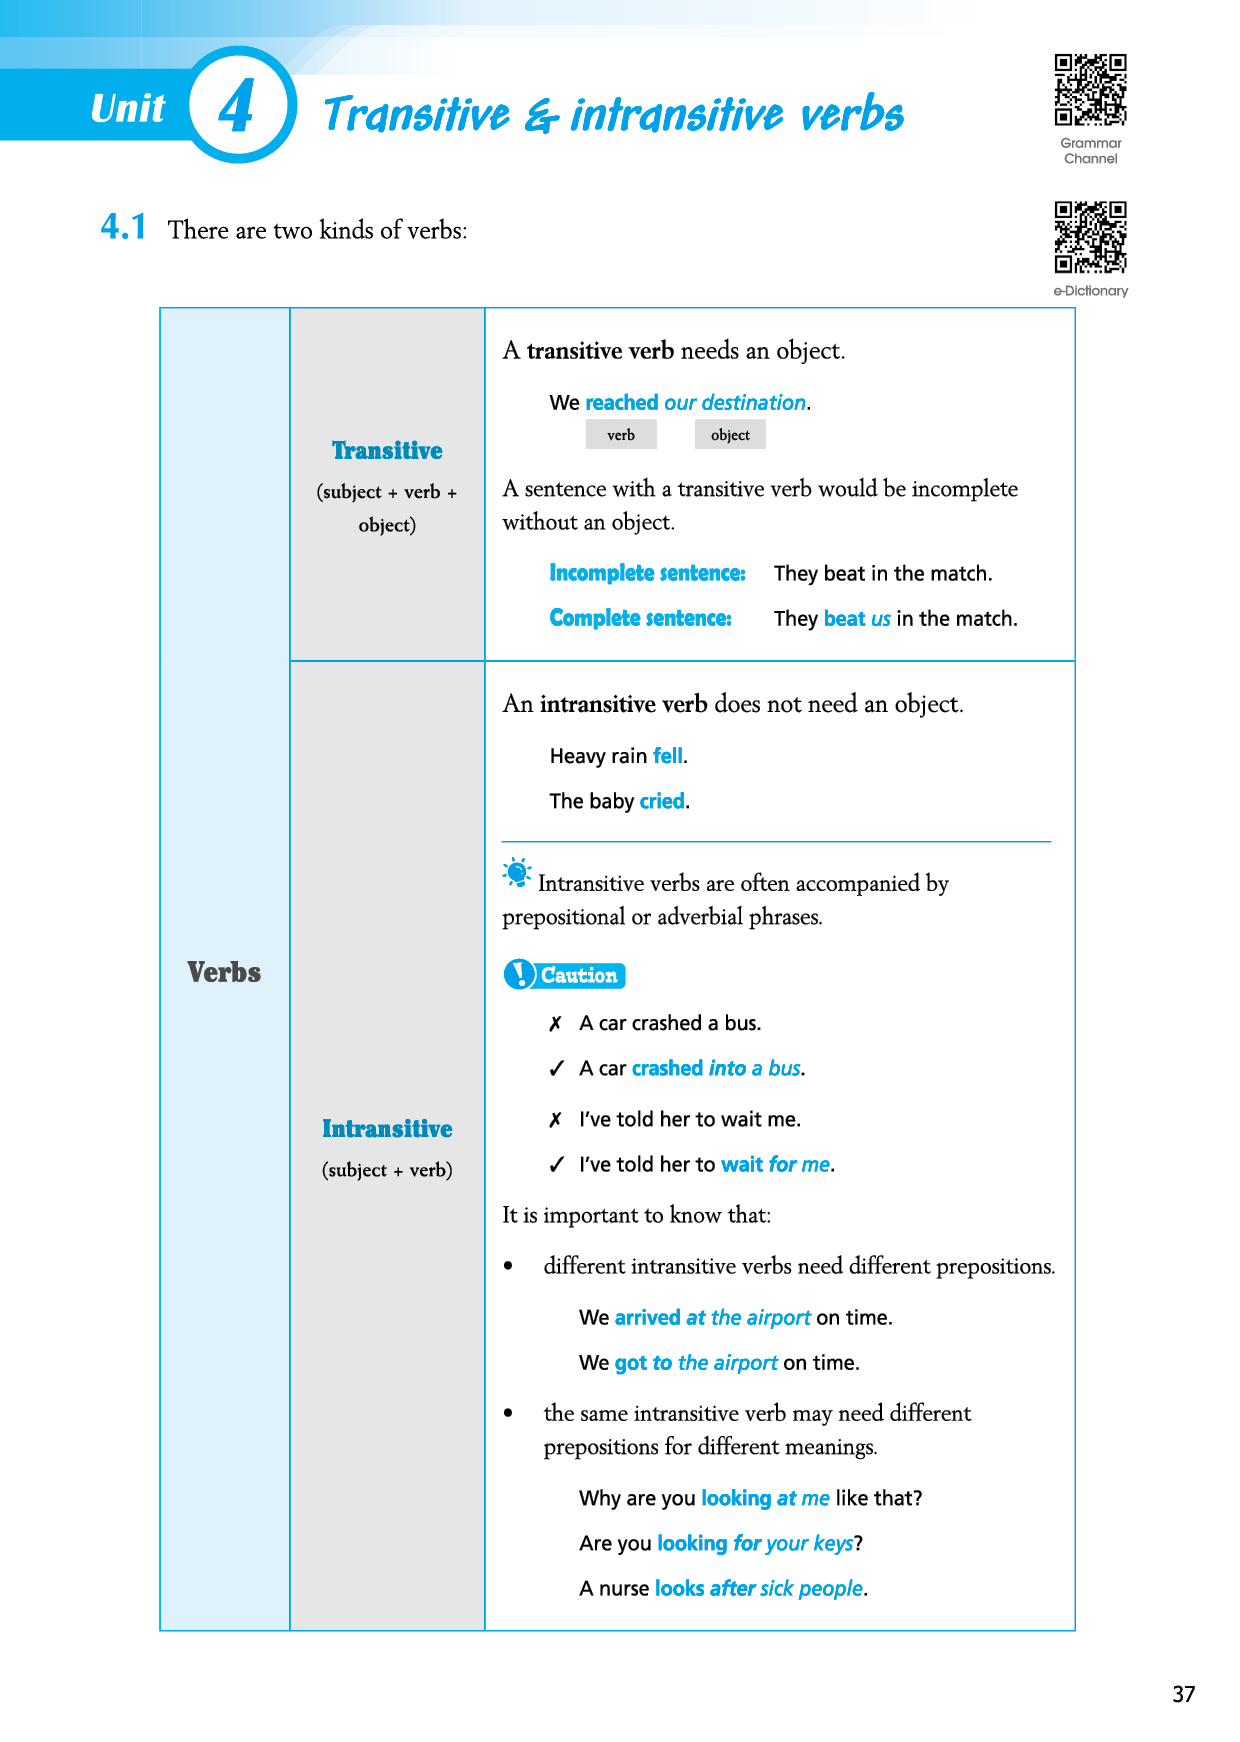 Unit 4 Transitive & intransitive verbs
Grammar
Channel
4.1 There are two kinds of verbs:
e-Dictionary
Verbs
Transitive
(subject + verb +
object)
A transitive verb needs an object.
We reached our destination.
verb object
A sentence with a transitive verb would be incomplete
without an object.
Incomplete sentence: They beat in the match.
Complete sentence: They beat us in the match.
Intransitive
(subject + verb)
An intransitive verb does not need an object.
Heavy rain fell.
The baby cried.
Intransitive verbs are often accompanied by
prepositional or adverbial phrases.
! Caution
✗ A car crashed a bus.
✓ A car crashed into a bus.
✗ I've told her to wait me.
✓ I've told her to wait for me.
It is important to know that:
• different intransitive verbs need different prepositions.
We arrived at the airport on time.
We got to the airport on time.
• the same intransitive verb may need different
prepositions for different meanings.
Why are you looking at me like that?
Are you looking for your keys?
A nurse looks after sick people.
37